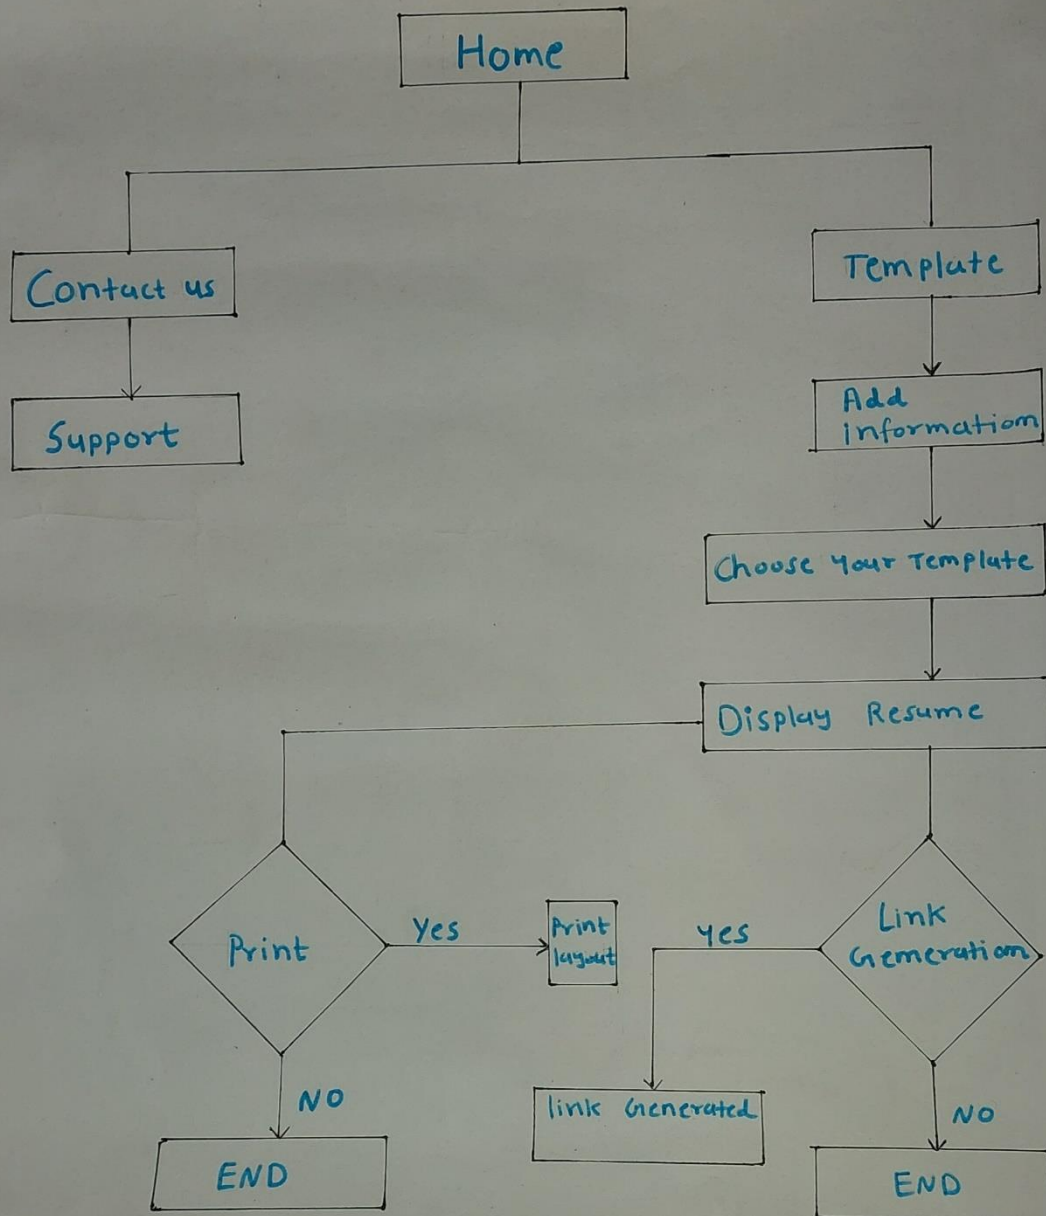 Home
Contact us
Template
Support
Add
information
Choose Your Template
Display Resume
Print
Yes
Print
layout
yes
Link
Gemeration
NO
link Generated
NO
END
END